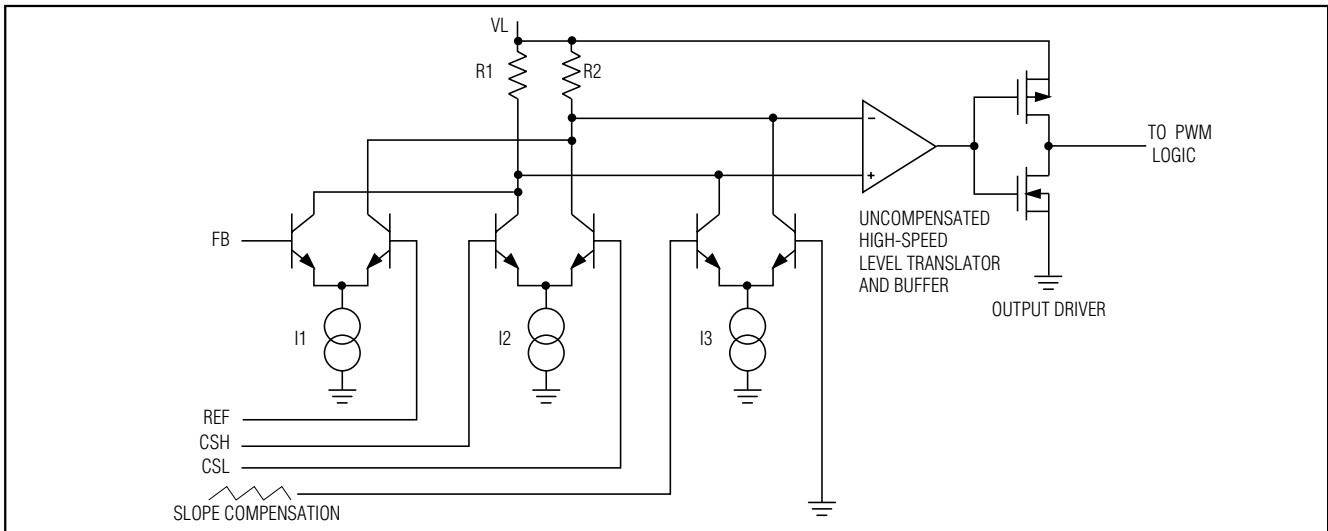 VL
R1
R2
−
+
TO PWM
LOGIC
FB
UNCOMPENSATED
HIGH-SPEED
LEVEL TRANSLATOR
AND BUFFER
OUTPUT DRIVER
I1
I2
I3
REF
CSH
CSL
SLOPE COMPENSATION